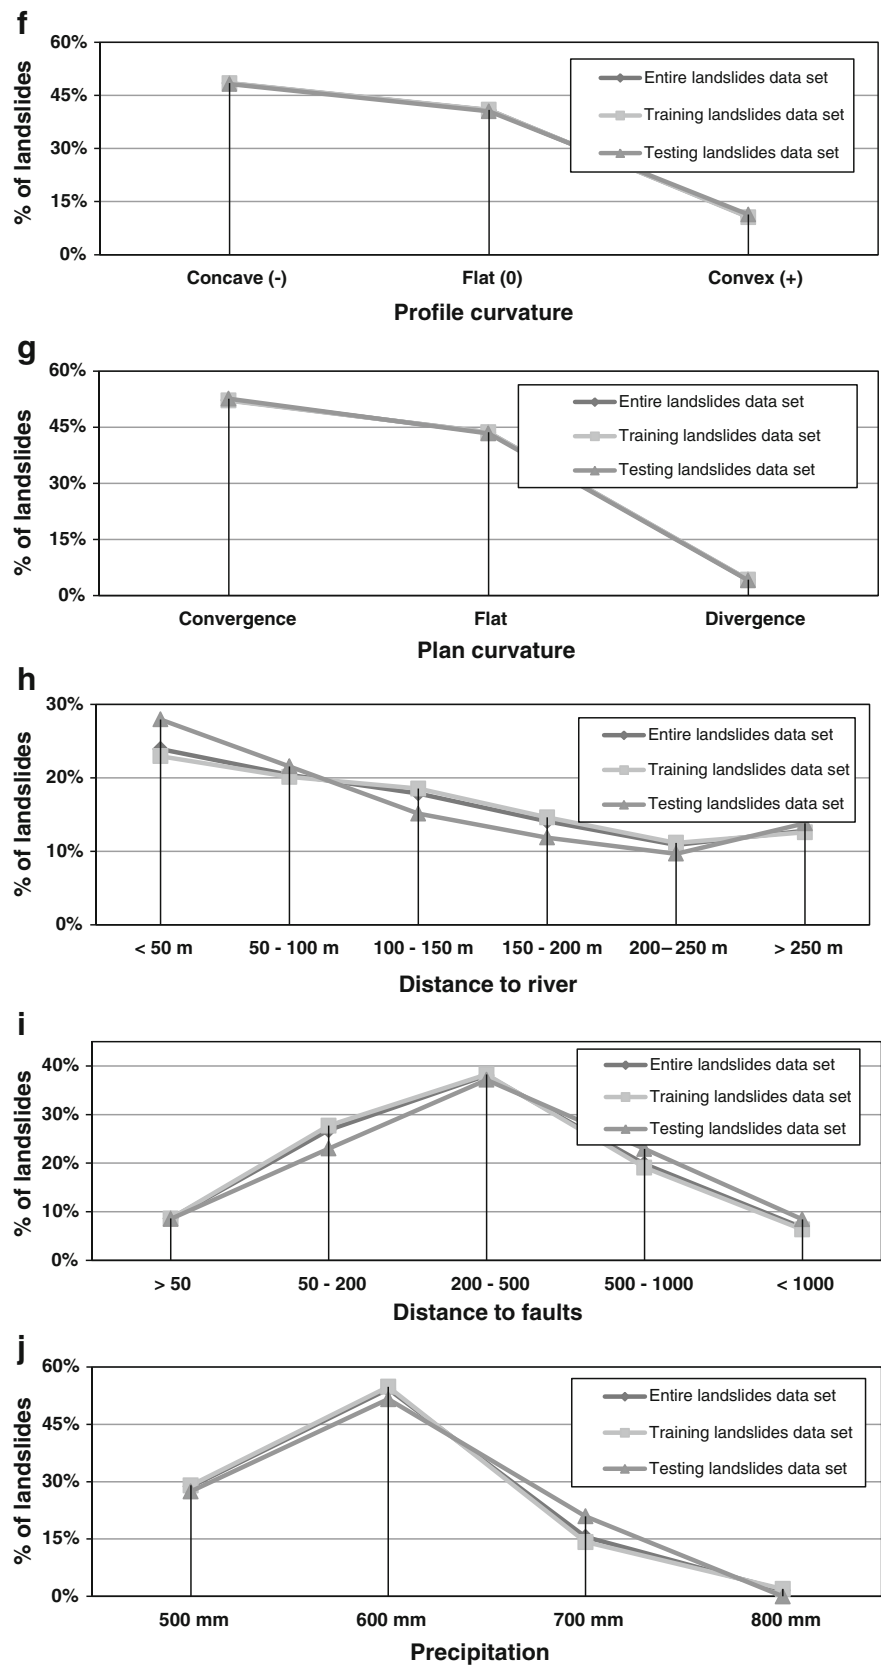 f
60%
45%
30%
15%
0%
% of landslides
Entire landslides data set
Training landslides data set
Testing landslides data set
Concave (-)
Flat (0)
Convex (+)
Profile curvature
g
60%
45%
30%
15%
0%
% of landslides
Entire landslides data set
Training landslides data set
Testing landslides data set
Convergence
Flat
Divergence
Plan curvature
h
30%
20%
10%
0%
% of landslides
Entire landslides data set
Training landslides data set
Testing landslides data set
< 50 m
50 - 100 m
100 - 150 m
150 - 200 m
200–250 m
> 250 m
Distance to river
i
40%
30%
20%
10%
0%
% of landslides
Entire landslides data set
Training landslides data set
Testing landslides data set
> 50
50 - 200
200 - 500
500 - 1000
< 1000
Distance to faults
j
60%
45%
30%
15%
0%
% of landslides
Entire landslides data set
Training landslides data set
Testing landslides data set
500 mm
600 mm
700 mm
800 mm
Precipitation